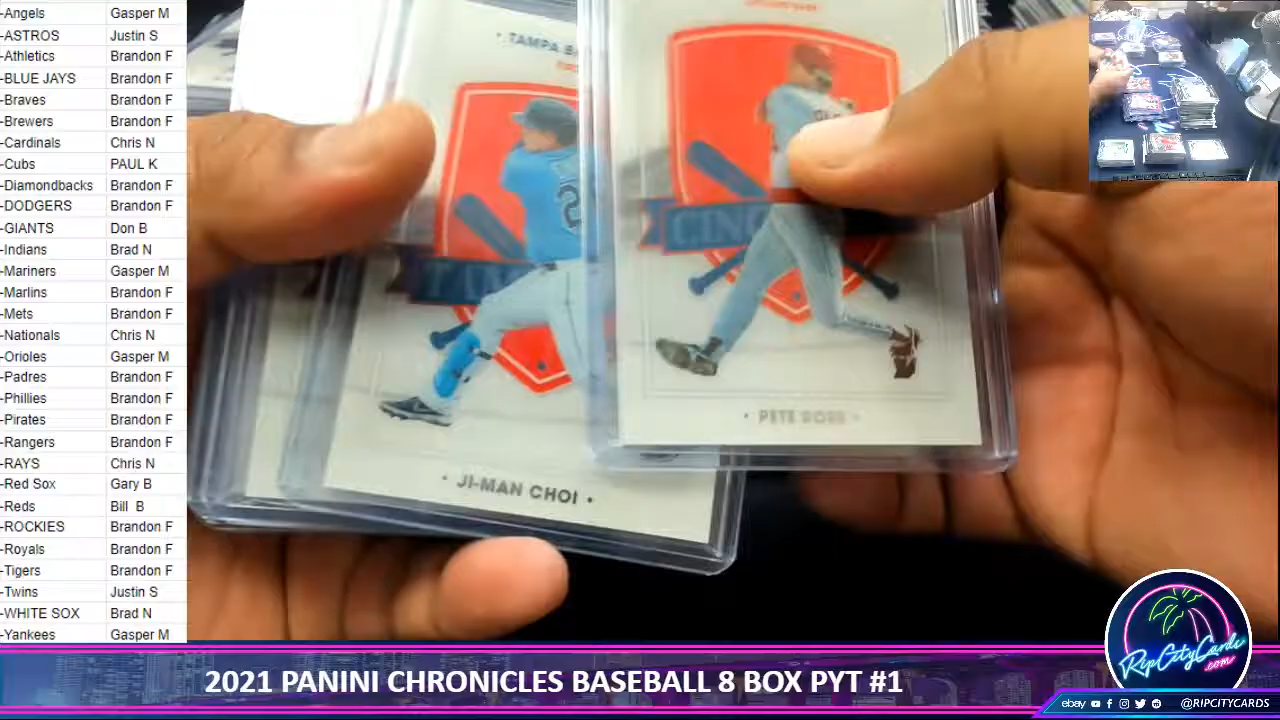 -Angels Gasper M
-ASTROS Justin S
-Athletics Brandon F
-BLUE JAYS Brandon F
-Braves Brandon F
-Brewers Brandon F
-Cardinals Chris N
-Cubs PAUL K
-Diamondbacks Brandon F
-DODGERS Brandon F
-GIANTS Don B
-Indians Brad N
-Mariners Gasper M
-Marlins Brandon F
-Mets Brandon F
-Nationals Chris N
-Orioles Gasper M
-Padres Brandon F
-Phillies Brandon F
-Pirates Brandon F
-Rangers Brandon F
-RAYS Chris N
-Red Sox Gary B
-Reds Bill B
-ROCKIES Brandon F
-Royals Brandon F
-Tigers Brandon F
-Twins Justin S
-WHITE SOX Brad N
-Yankees Gasper M
• TAMPA B
2
• JI-MAN CHOI •
CIN
• PETE ROSE •
2021 PANINI CHRONICLES BASEBALL 8 BOX PYT #1
RipCityCards
.com
ebay @RIPCITYCARDS